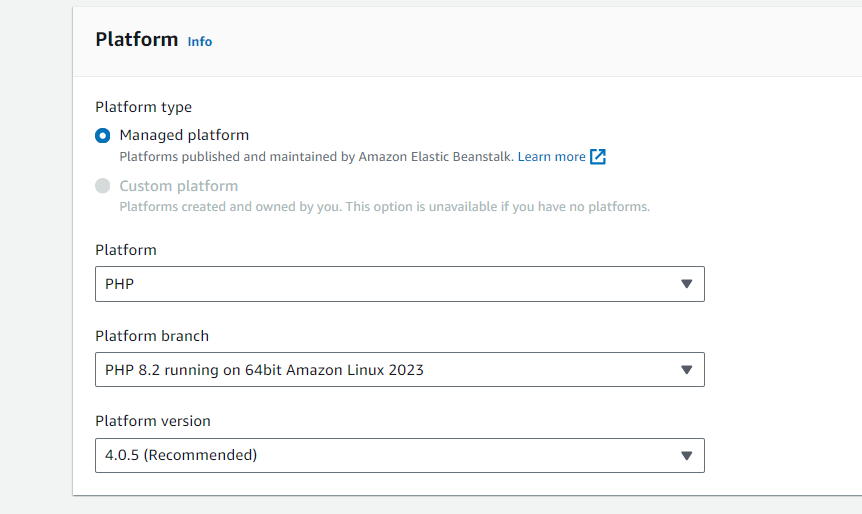 Platform Info
Platform type
Managed platform
Platforms published and maintained by Amazon Elastic Beanstalk. Learn more
Custom platform
Platforms created and owned by you. This option is unavailable if you have no platforms.
Platform
PHP
Platform branch
PHP 8.2 running on 64bit Amazon Linux 2023
Platform version
4.0.5 (Recommended)